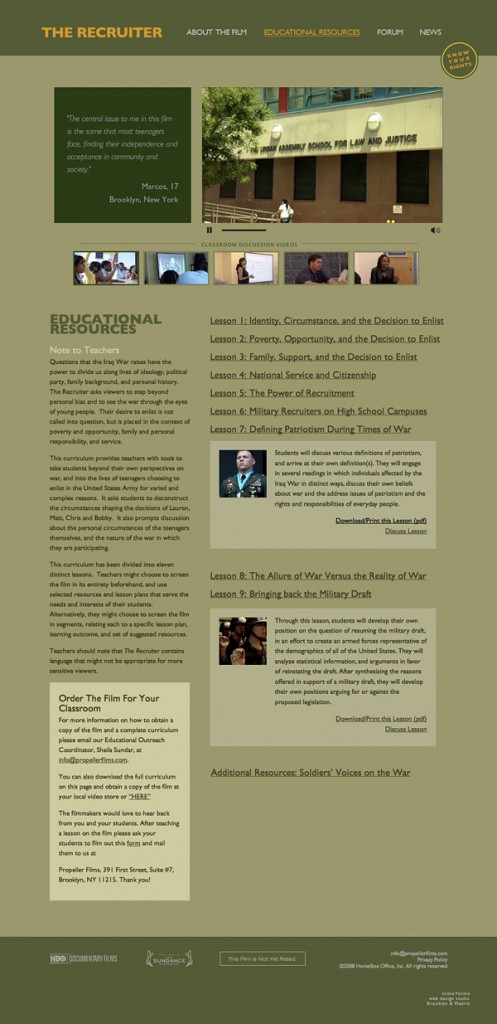 THE RECRUITER
ABOUT THE FILM
EDUCATIONAL RESOURCES
FORUM
NEWS
KNOW
YOUR
RIGHTS
"The central issue to me in this film
is the same that most teenagers
face, finding their independence and
acceptance in community and
society."
Marcos, 17
Brooklyn, New York
THE URBAN ASSEMBLY SCHOOL FOR LAW AND JUSTICE
CLASSROOM DISCUSSION VIDEOS
EDUCATIONAL
RESOURCES
Note to Teachers
Questions that the Iraq War raises have the
power to divide us along lines of ideology, political
party, family background, and personal history.
The Recruiter asks viewers to step beyond
personal bias and to see the war through the eyes
of young people. Their desire to enlist is not
called into question, but is placed in the context of
poverty and opportunity, family and personal
responsibility, and service.
This curriculum provides teachers with tools to
take students beyond their own perspectives on
war, and into the lives of teenagers choosing to
enlist in the United States Army for varied and
complex reasons. It asks students to deconstruct
the circumstances shaping the decisions of Lauren,
Matt, Chris and Bobby. It also prompts discussion
about the personal circumstances of the teenagers
themselves, and the nature of the war in which
they are participating.
This curriculum has been divided into eleven
distinct lessons. Teachers might choose to screen
the film in its entirety beforehand, and use
selected resources and lesson plans that serve the
needs and interests of their students.
Alternatively, they might choose to screen the film
in segments, relating each to a specific lesson plan,
learning outcome, and set of suggested resources.
Teachers should note that The Recruiter contains
language that might not be appropriate for more
sensitive viewers.
Order The Film For Your
Classroom
For more information on how to obtain a
copy of the film and a complete curriculum
please email our Educational Outreach
Coordinator, Sheila Sundar, at
info@propellerfilms.com.
You can also download the full curriculum
on this page and obtain a copy of the film at
your local video store or "HERE"
The filmmakers would love to hear back
from you and your students. After teaching
a lesson on the film please ask your
students to fill out this form and mail
them to us at
Propeller Films, 391 First Street, Suite #7,
Brooklyn, NY 11215. Thank you!
Lesson 1: Identity, Circumstance, and the Decision to Enlist
Lesson 2: Poverty, Opportunity, and the Decision to Enlist
Lesson 3: Family, Support, and the Decision to Enlist
Lesson 4: National Service and Citizenship
Lesson 5: The Power of Recruitment
Lesson 6: Military Recruiters on High School Campuses
Lesson 7: Defining Patriotism During Times of War
Students will discuss various definitions of patriotism,
and arrive at their own definition(s). They will engage
in several readings in which individuals affected by the
Iraq War in distinct ways, discuss their own beliefs
about war and the address issues of patriotism and the
rights and responsibilities of everyday people.
Download/Print this Lesson (pdf)
Discuss Lesson
Lesson 8: The Allure of War Versus the Reality of War
Lesson 9: Bringing back the Military Draft
Through this lesson, students will develop their own
position on the question of resuming the military draft,
in an effort to create an armed forces representative of
the demographics of all of the United States. They will
analyze statistical information, and arguments in favor
of reinstating the draft. After synthesizing the reasons
offered in support of a military draft, they will develop
their own positions arguing for or against the
proposed legislation.
Download/Print this Lesson (pdf)
Discuss Lesson
Additional Resources: Soldiers' Voices on the War
HBO DOCUMENTARY FILMS
SUNDANCE
This Film Is Not Yet Rated
info@propellerfilms.com
Privacy Policy
©2008 HomeBox Office, Inc. All rights reserved
web design studio
Brooklyn & Madrid